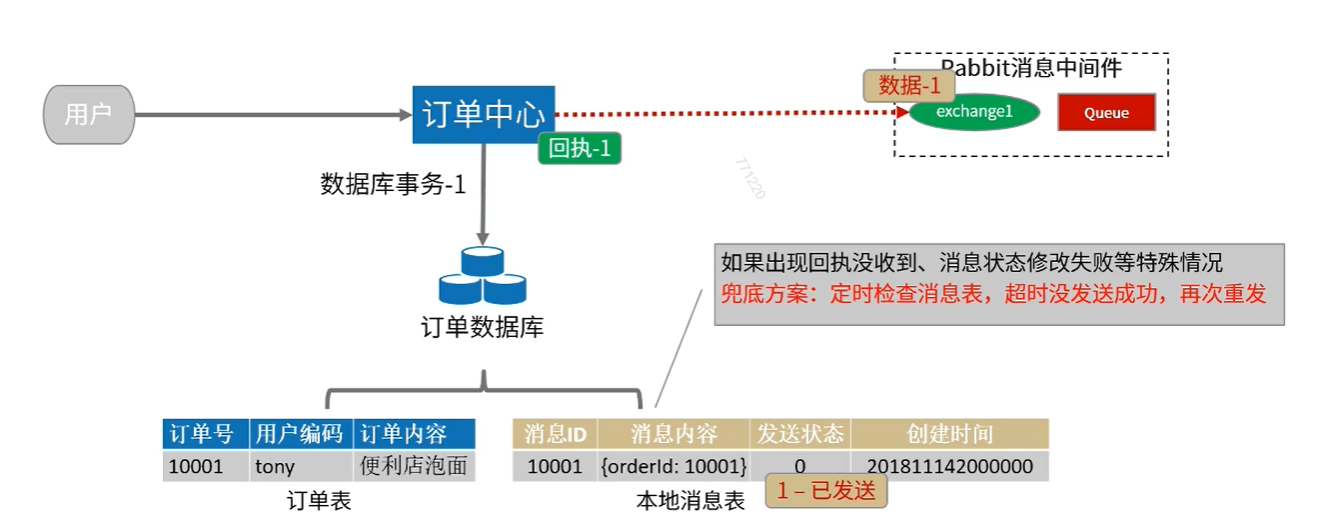 用户
订单中心
回执-1
数据库事务-1
订单数据库
Rabbit消息中间件
数据-1
exchange1
Queue
771220
如果出现回执没收到、消息状态修改失败等特殊情况
兜底方案：定时检查消息表，超时没发送成功，再次重发
订单号 用户编码 订单内容
10001 tony 便利店泡面
订单表
消息ID 消息内容 发送状态 创建时间
10001 {orderId: 10001} 0 201811142000000
1 – 已发送
本地消息表